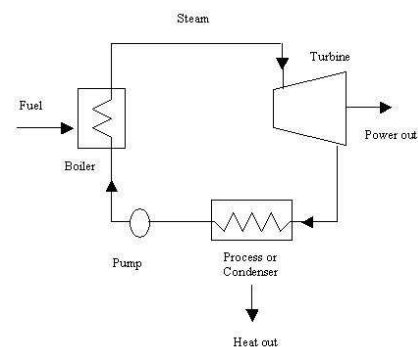 Steam
Turbine
Fuel
Power out
Boiler
Pump
Process or
Condenser
Heat out